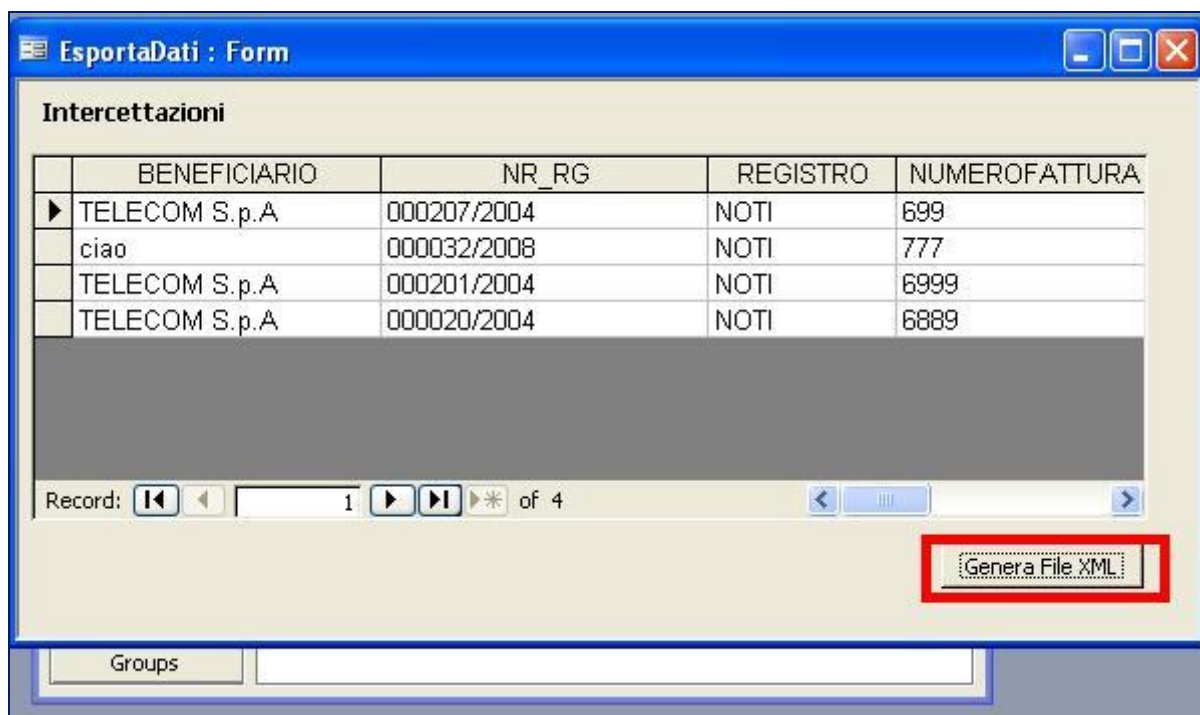 EsportaDati : Form
Intercettazioni
BENEFICIARIO NR_RG REGISTRO NUMEROFATTURA
TELECOM S.p.A 000207/2004 NOTI 699
ciao 000032/2008 NOTI 777
TELECOM S.p.A 000201/2004 NOTI 6999
TELECOM S.p.A 000020/2004 NOTI 6889
Record: 1 of 4
Genera File XML
Groups